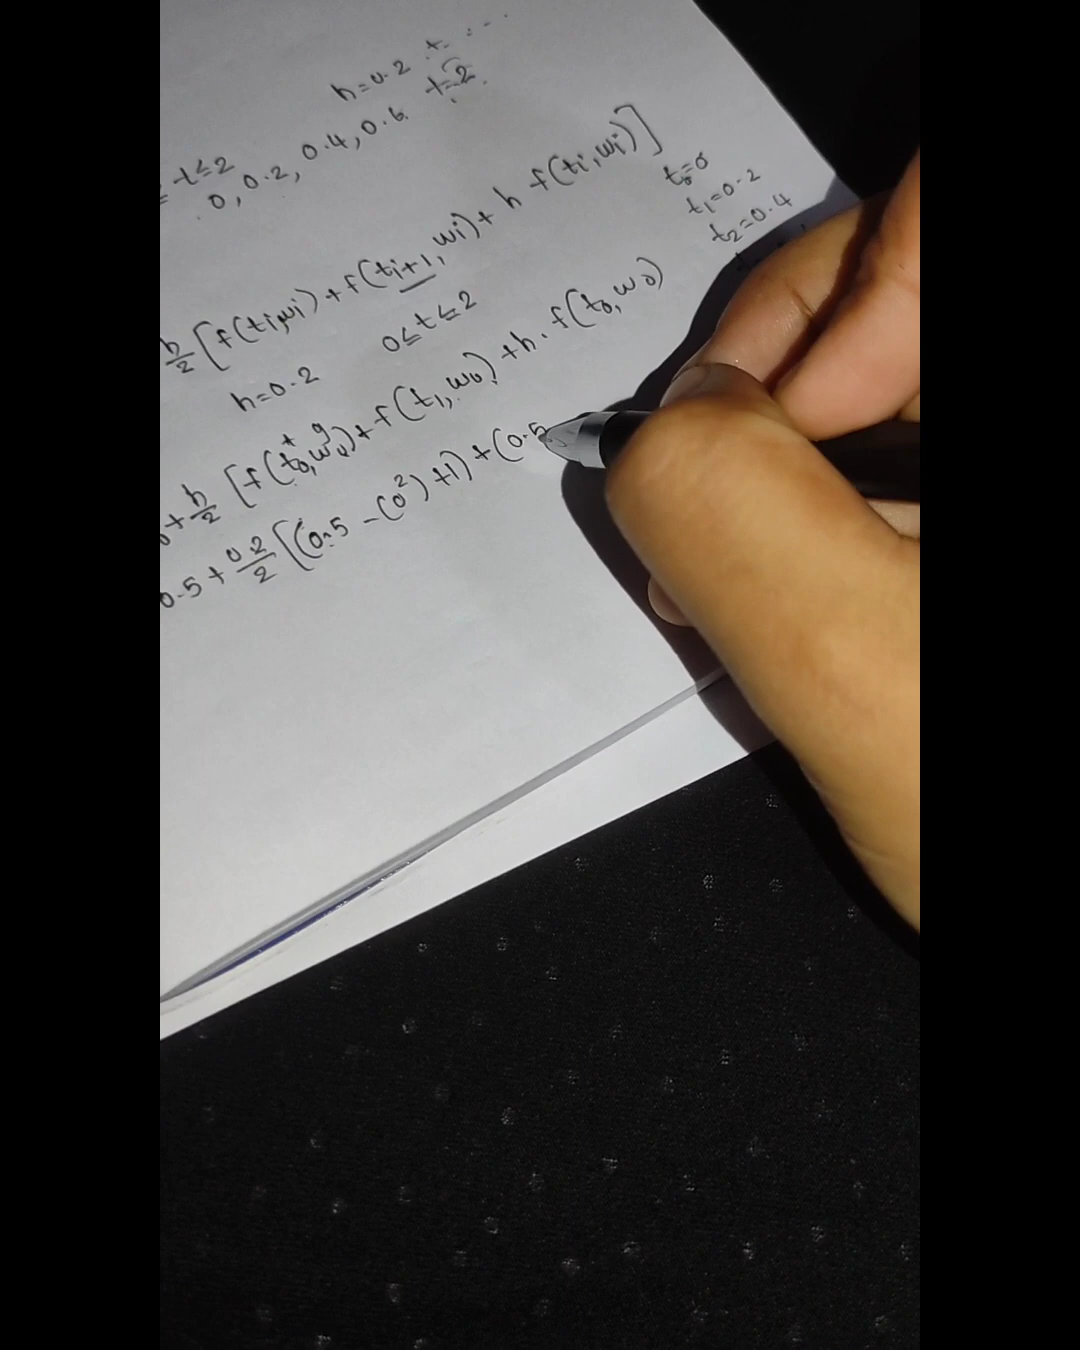 h=0.2 t. ...
≤ t≤2 t=2
0, 0.2, 0.4, 0.6
h/2 [f(ti,wi)+f(ti+1,wi)+ h f(ti,wi)]
t0=0
t1=0.2
t2=0.4
h=0.2 0≤t≤2
+h/2 [f(t0,w0)+f(t1,w0)+h.f(t0,w0)
t y
0.5+0.2/2 [(0.5-(0²)+1)+(0.5